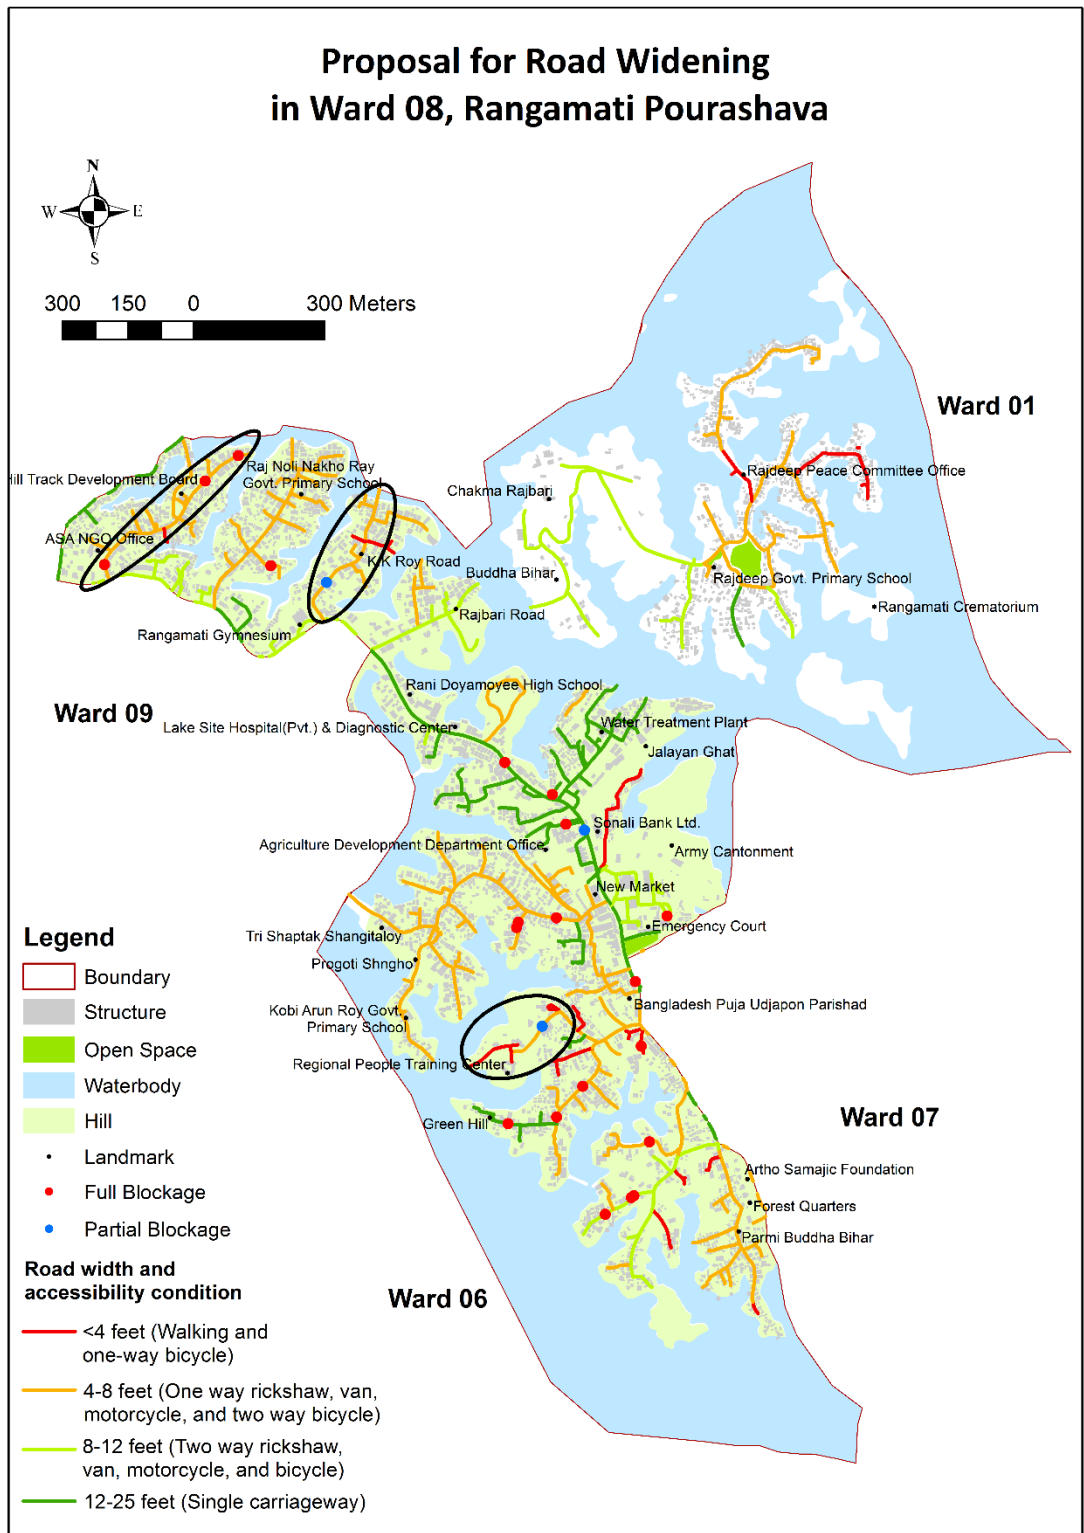 Proposal for Road Widening
in Ward 08, Rangamati Pourashava
N
W
E
S
300 150 0 300 Meters
Ward 01
Rajdeep Peace Committee Office
Raj Noli Nakho Ray
Govt. Primary School
Hill Track Development Board
Chakma Rajbari
ASA NGO Office
K.K Roy Road
Buddha Bihar
Rajdeep Govt. Primary School
Rangamati Crematorium
Rajbari Road
Rangamati Gymnesium
Rani Doyamoyee High School
Ward 09
Lake Site Hospital(Pvt.) & Diagnostic Center
Water Treatment Plant
Jalayan Ghat
Sonali Bank Ltd.
Agriculture Development Department Office
Army Cantonment
New Market
Emergency Court
Tri Shaptak Shangitaloy
Progoti Shngho
Bangladesh Puja Udjapon Parishad
Kobi Arun Roy Govt.
Primary School
Regional People Training Center
Green Hill
Ward 07
Artho Samajic Foundation
Forest Quarters
Parmi Buddha Bihar
Ward 06
Legend
Boundary
Structure
Open Space
Waterbody
Hill
Landmark
Full Blockage
Partial Blockage
Road width and
accessibility condition
<4 feet (Walking and
one-way bicycle)
4-8 feet (One way rickshaw, van,
motorcycle, and two way bicycle)
8-12 feet (Two way rickshaw,
van, motorcycle, and bicycle)
12-25 feet (Single carriageway)